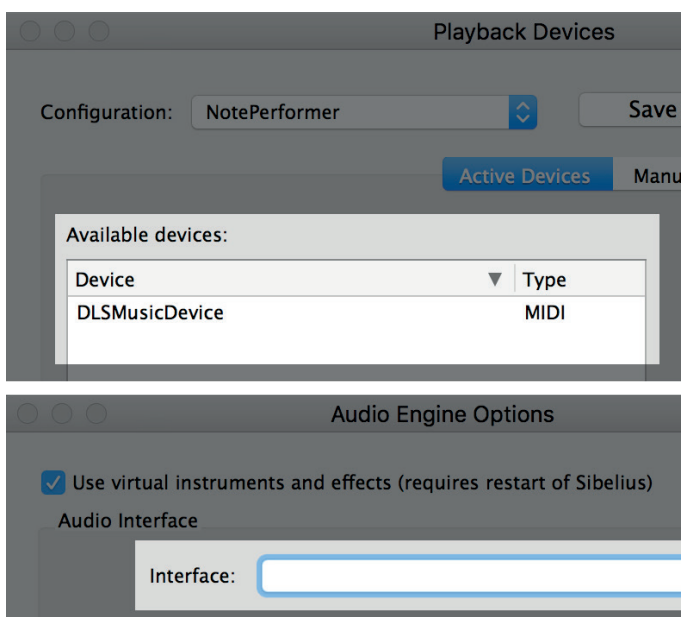 Playback Devices
Configuration: NotePerformer Save
Active Devices Manu
Available devices:
Device Type
DLSMusicDevice MIDI
Audio Engine Options
Use virtual instruments and effects (requires restart of Sibelius)
Audio Interface
Interface: